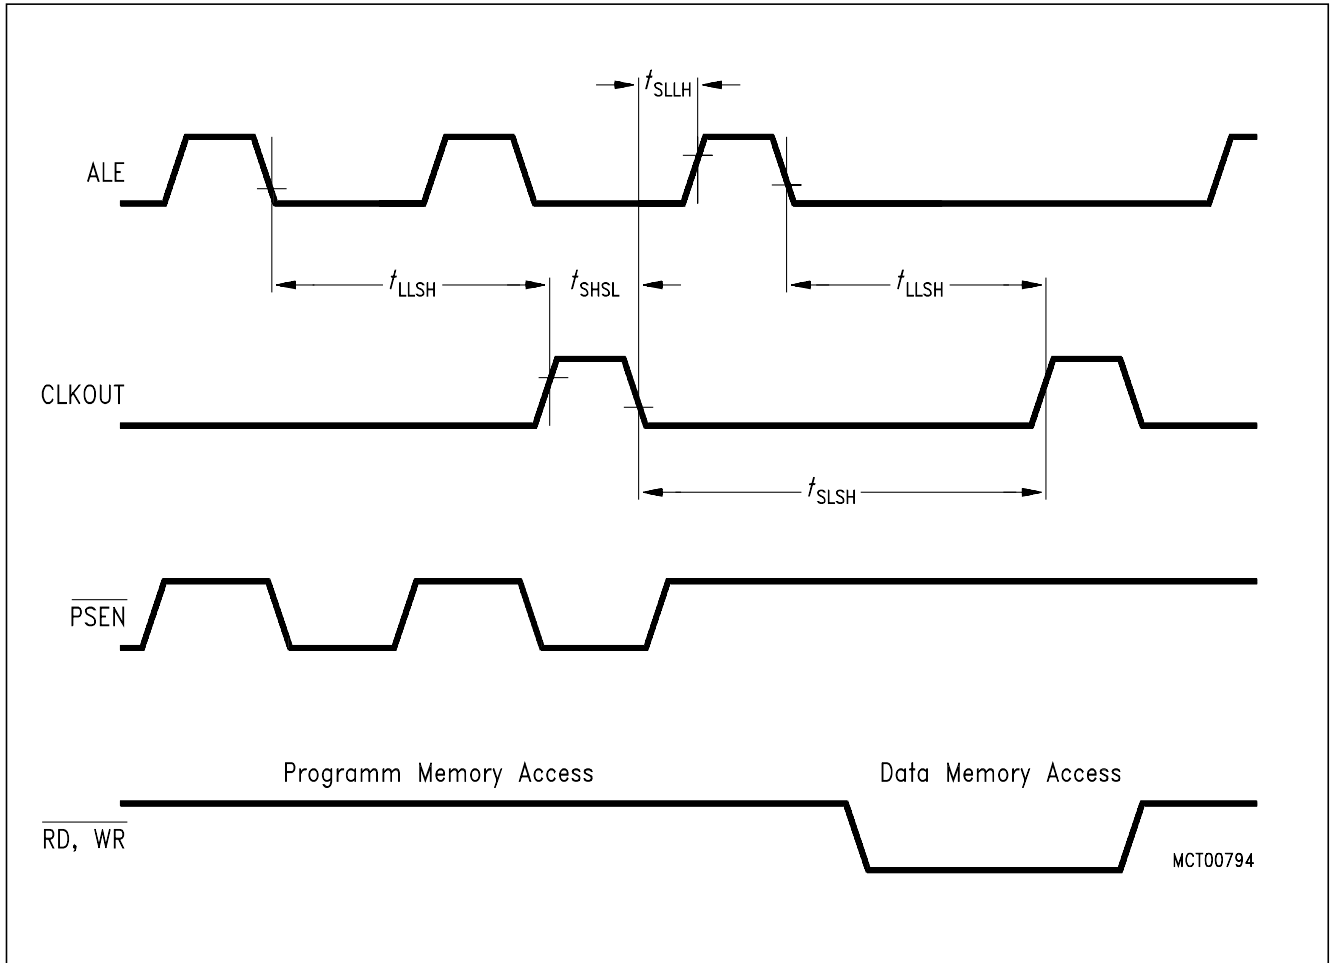 tSLLH
ALE
tLLSH
tSHSL
tLLSH
CLKOUT
tSLSH
PSEN
Programm Memory Access
Data Memory Access
RD, WR
MCT00794